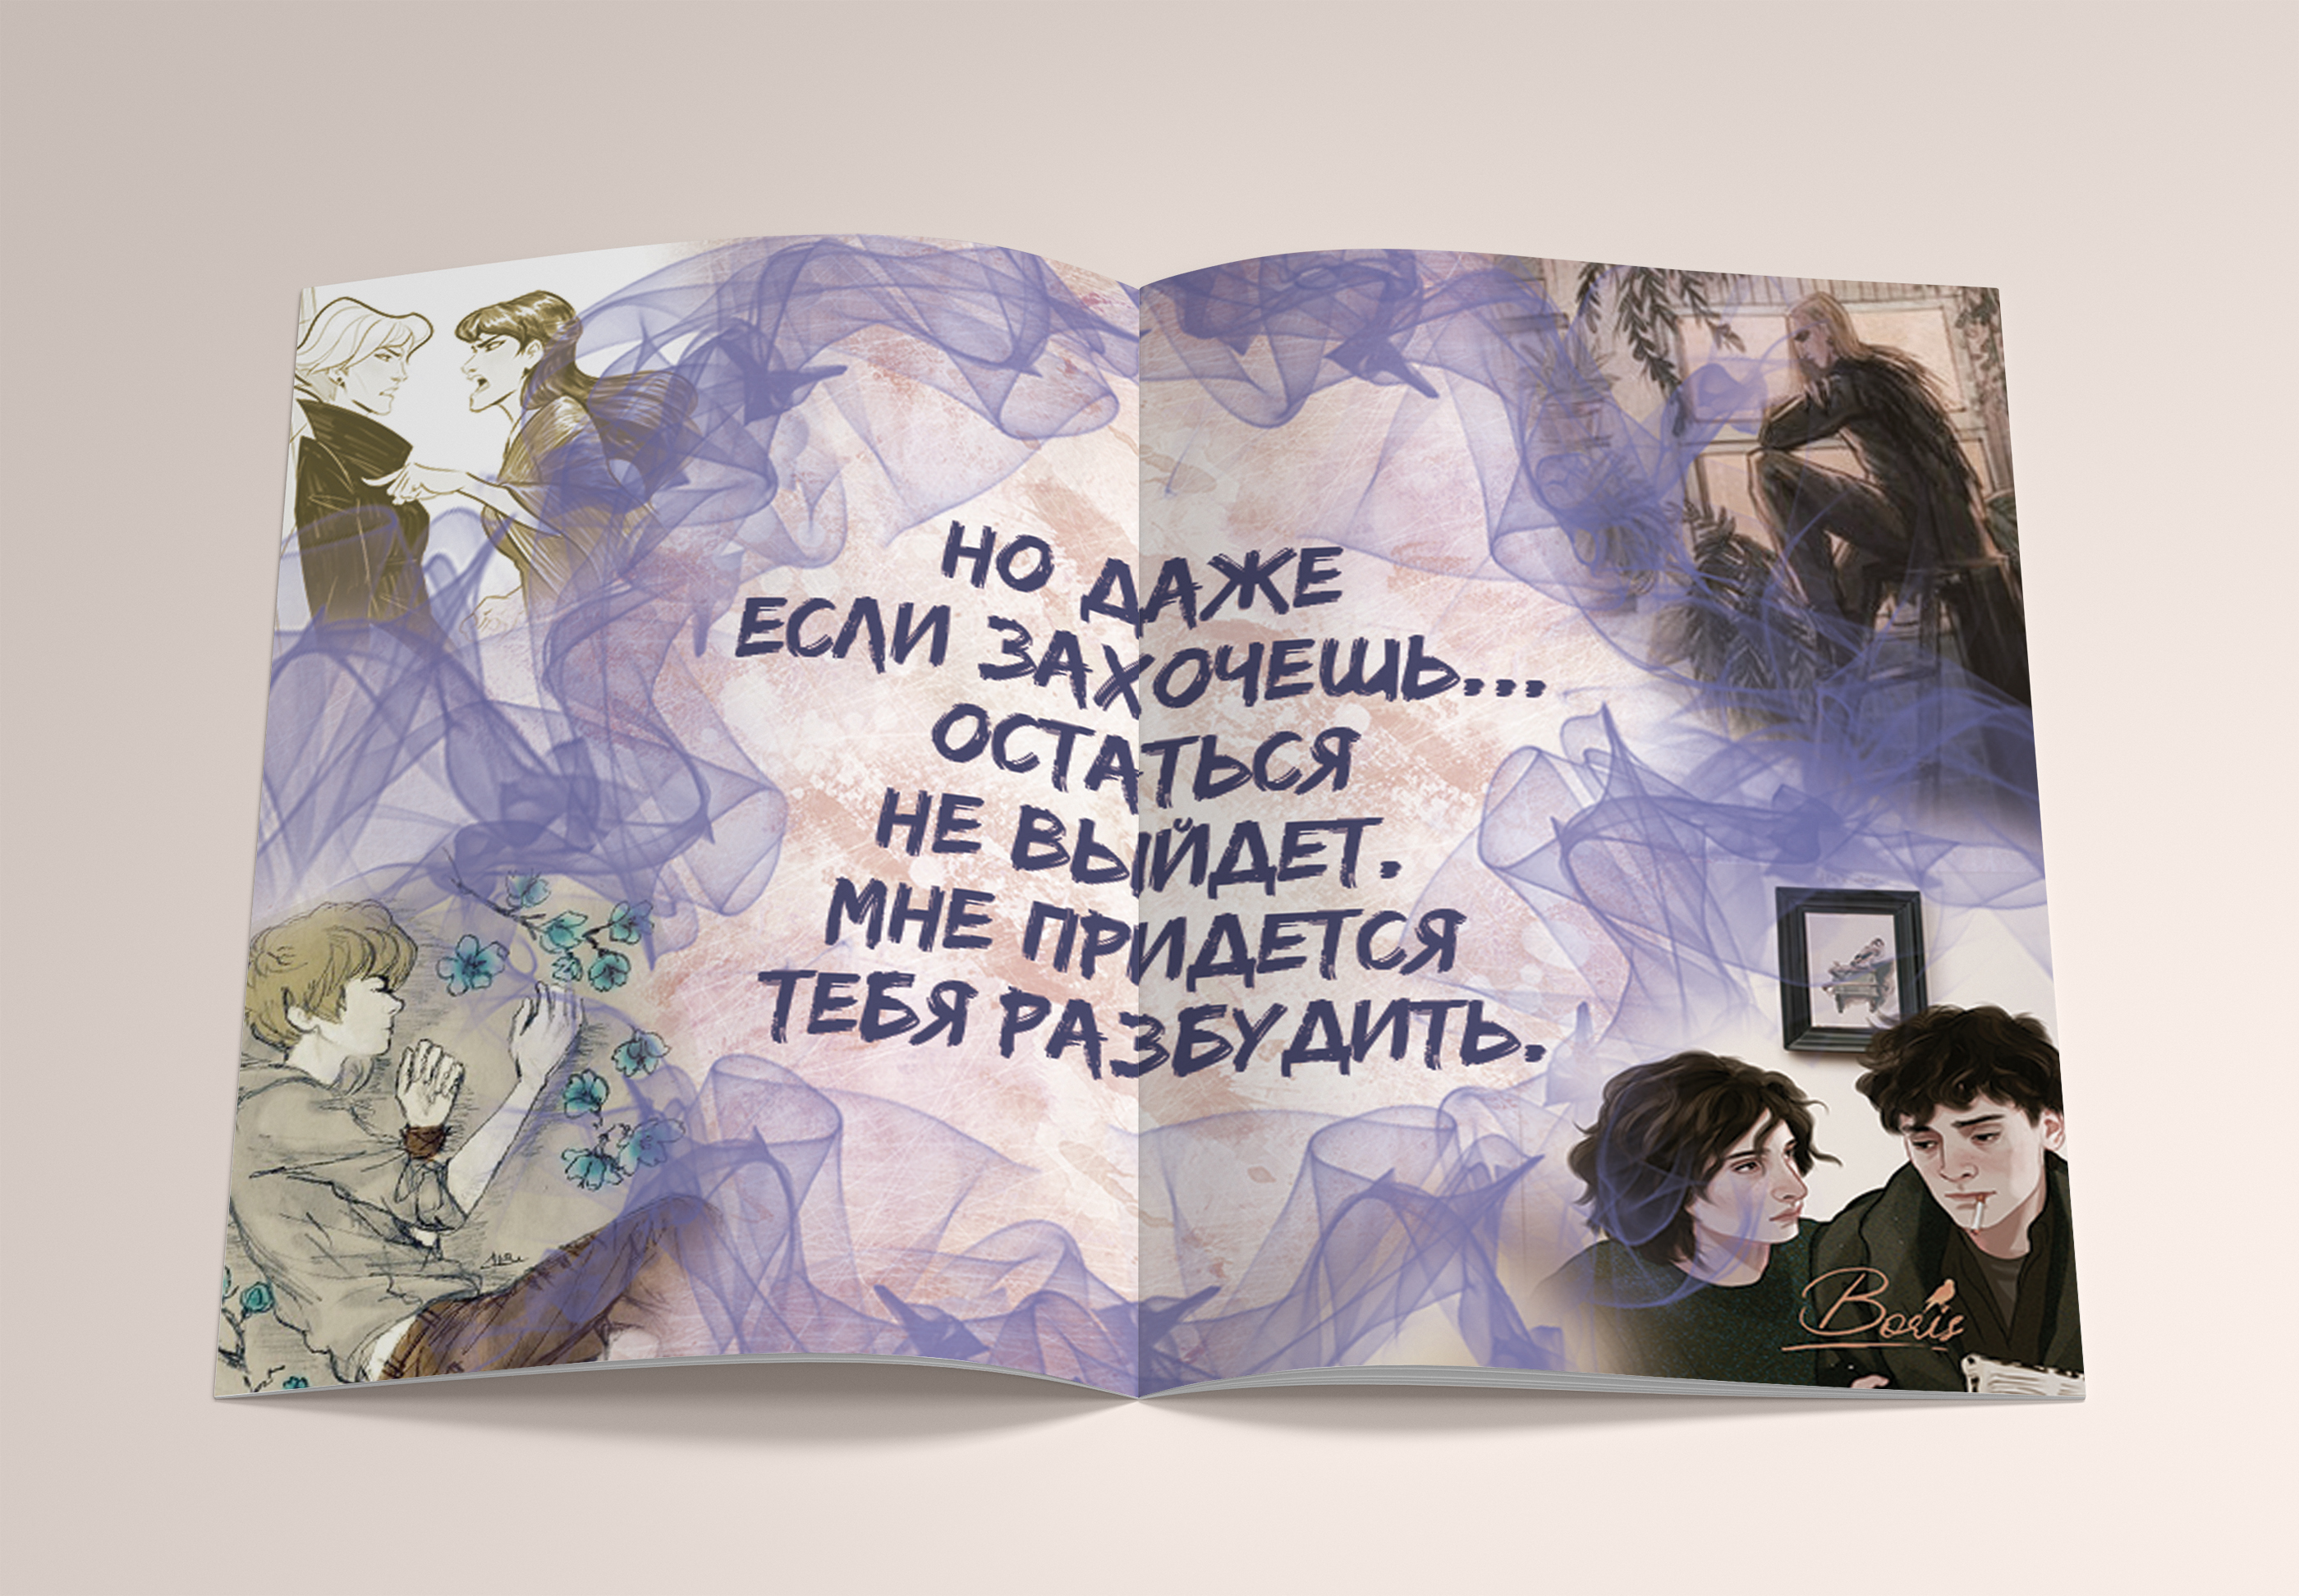 НО ДАЖЕ
ЕСЛИ ЗАХОЧЕШЬ...
ОСТАТЬСЯ
НЕ ВЫЙДЕТ.
МНЕ ПРИДЕТСЯ
ТЕБЯ РАЗБУДИТЬ.
Boris